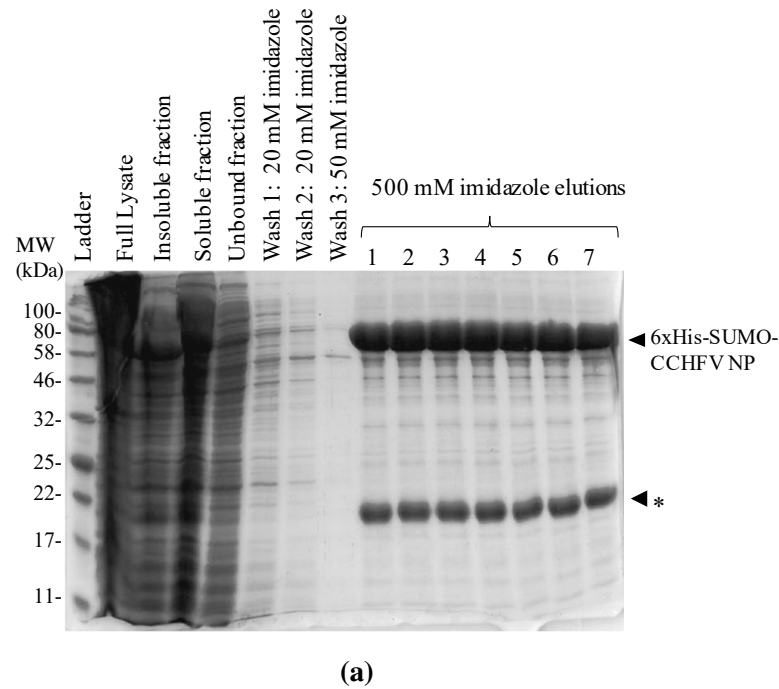 Ladder
Full Lysate
Insoluble fraction
Soluble fraction
Unbound fraction
Wash 1: 20 mM imidazole
Wash 2: 20 mM imidazole
Wash 3: 50 mM imidazole
500 mM imidazole elutions
1 2 3 4 5 6 7
MW
(kDa)
100-
80-
58-
46-
32-
25-
22-
17-
11-
6xHis-SUMO-
CCHFV NP
*
(a)